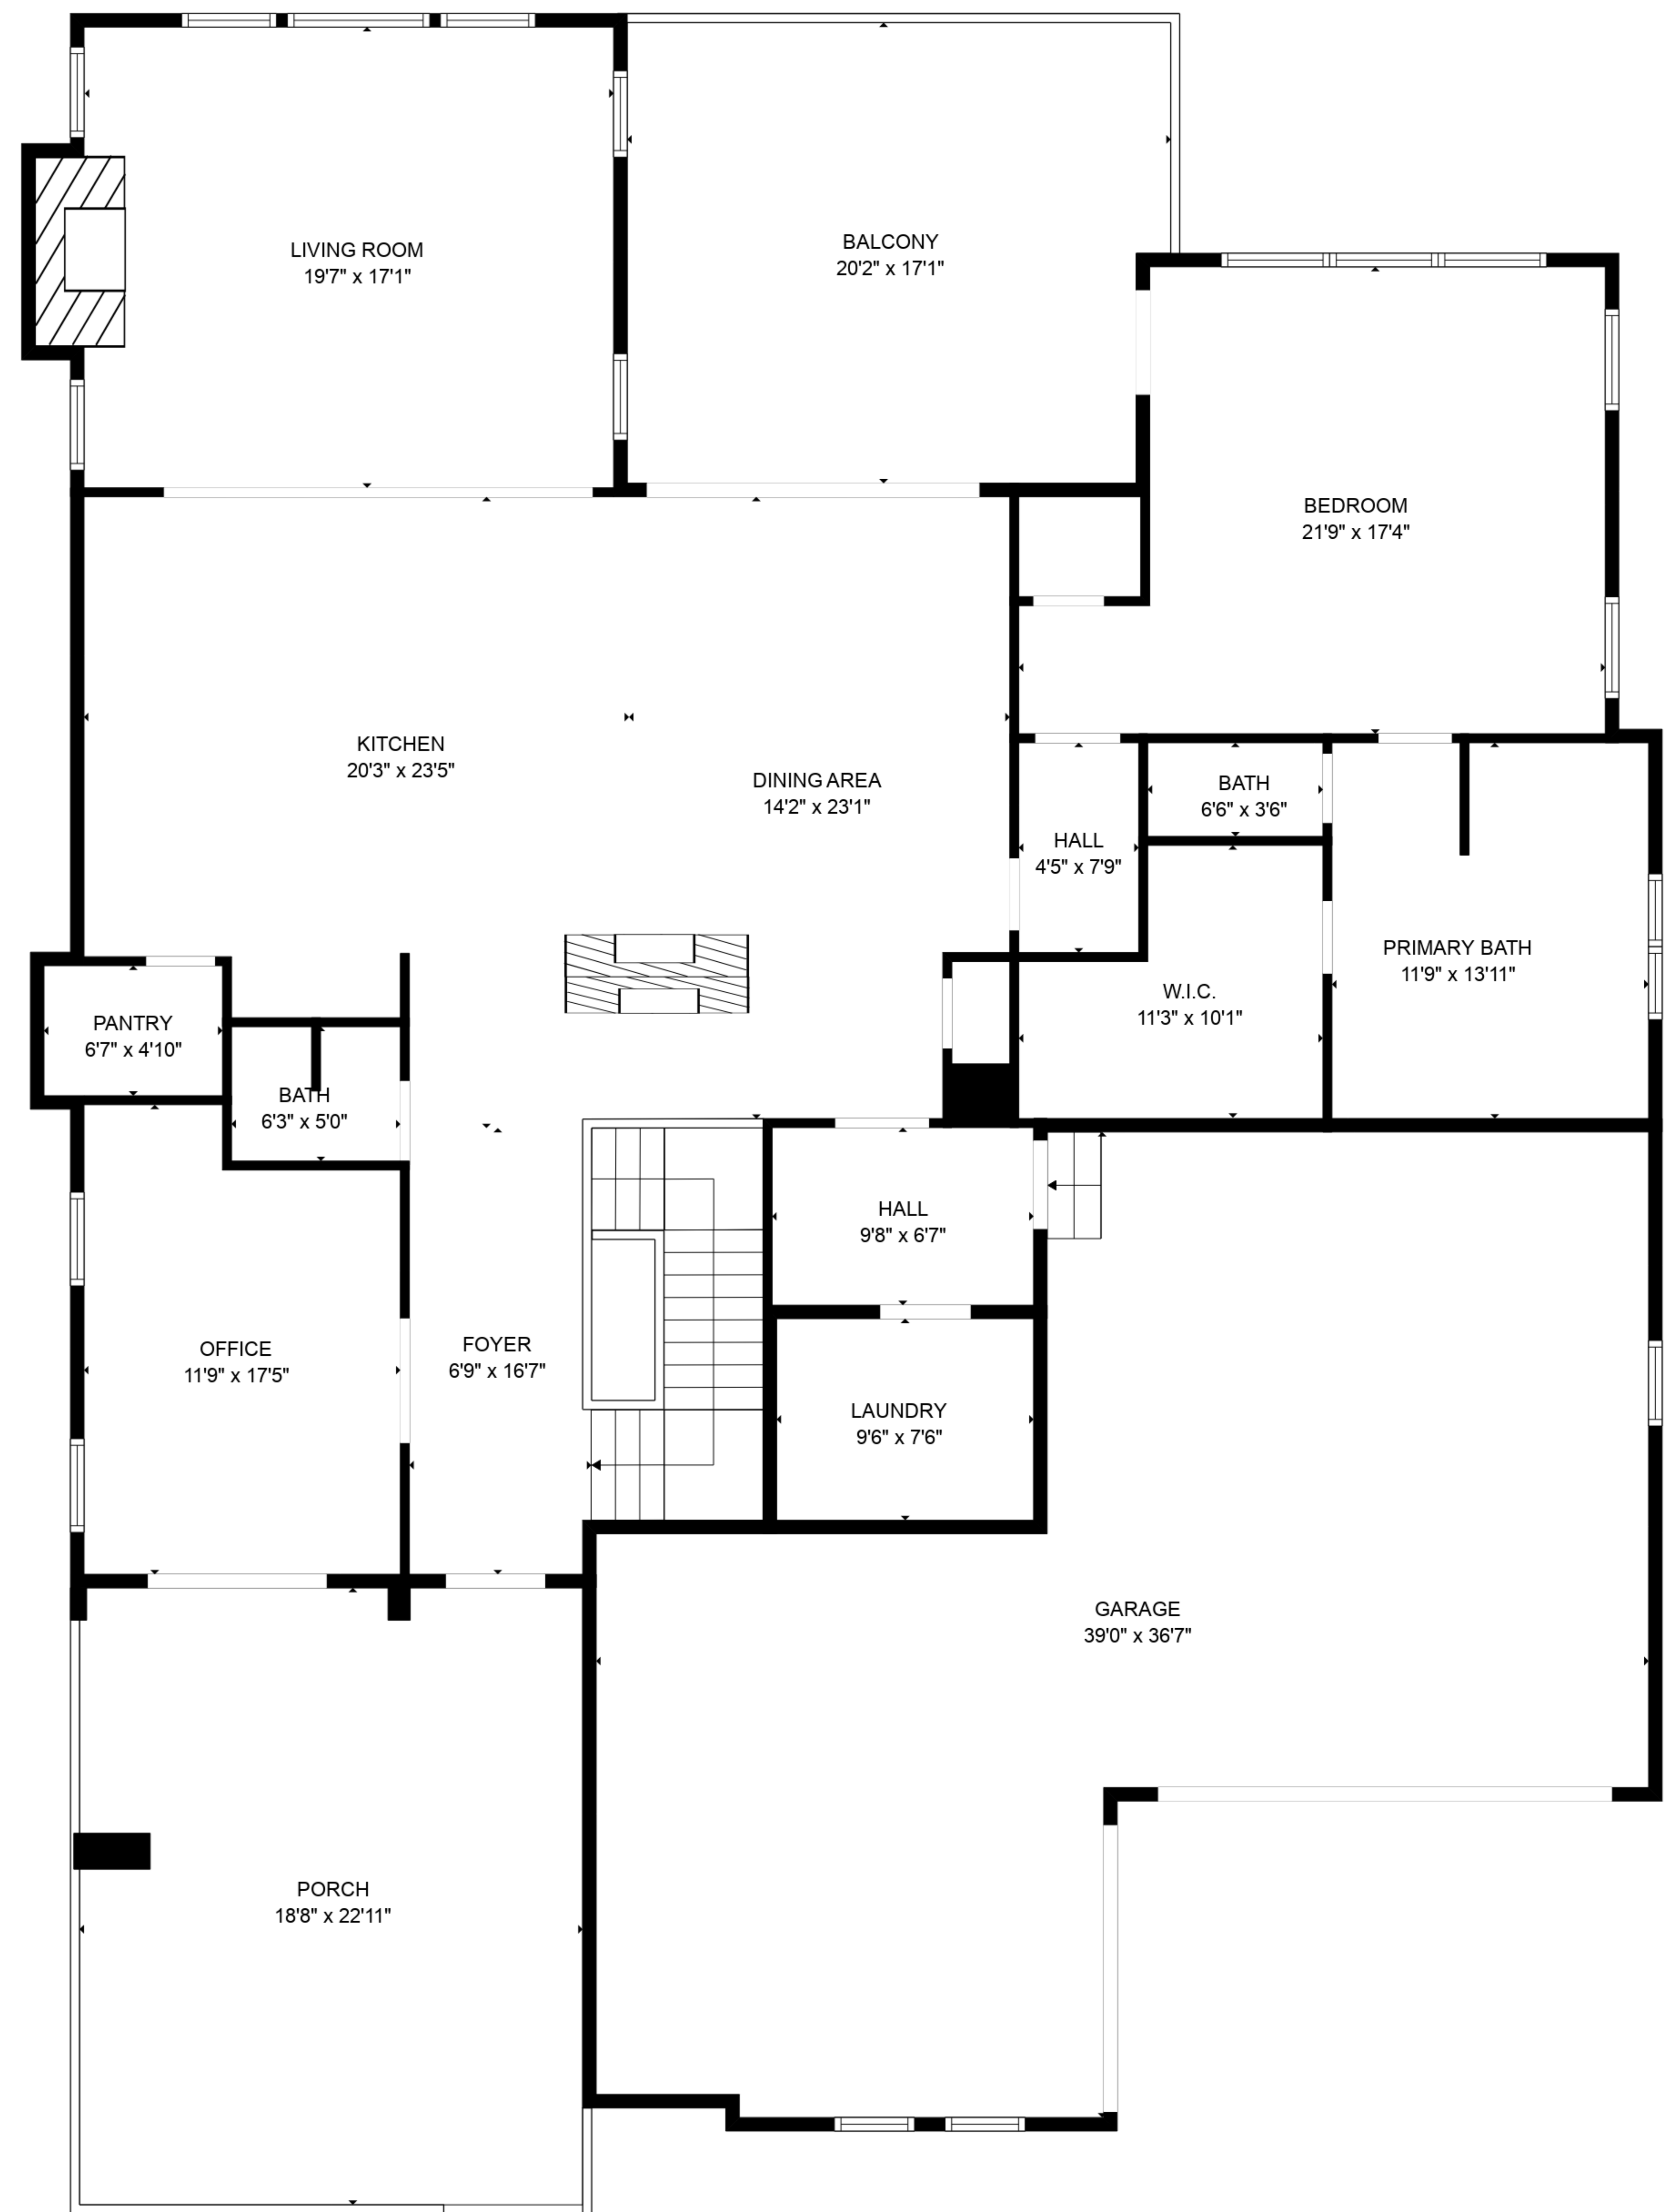 LIVING ROOM
19'7" x 17'1"
BALCONY
20'2" x 17'1"
BEDROOM
21'9" x 17'4"
KITCHEN
20'3" x 23'5"
DINING AREA
14'2" x 23'1"
BATH
6'6" x 3'6"
HALL
4'5" x 7'9"
PRIMARY BATH
11'9" x 13'11"
W.I.C.
11'3" x 10'1"
PANTRY
6'7" x 4'10"
BATH
6'3" x 5'0"
HALL
9'8" x 6'7"
OFFICE
11'9" x 17'5"
FOYER
6'9" x 16'7"
LAUNDRY
9'6" x 7'6"
GARAGE
39'0" x 36'7"
PORCH
18'8" x 22'11"